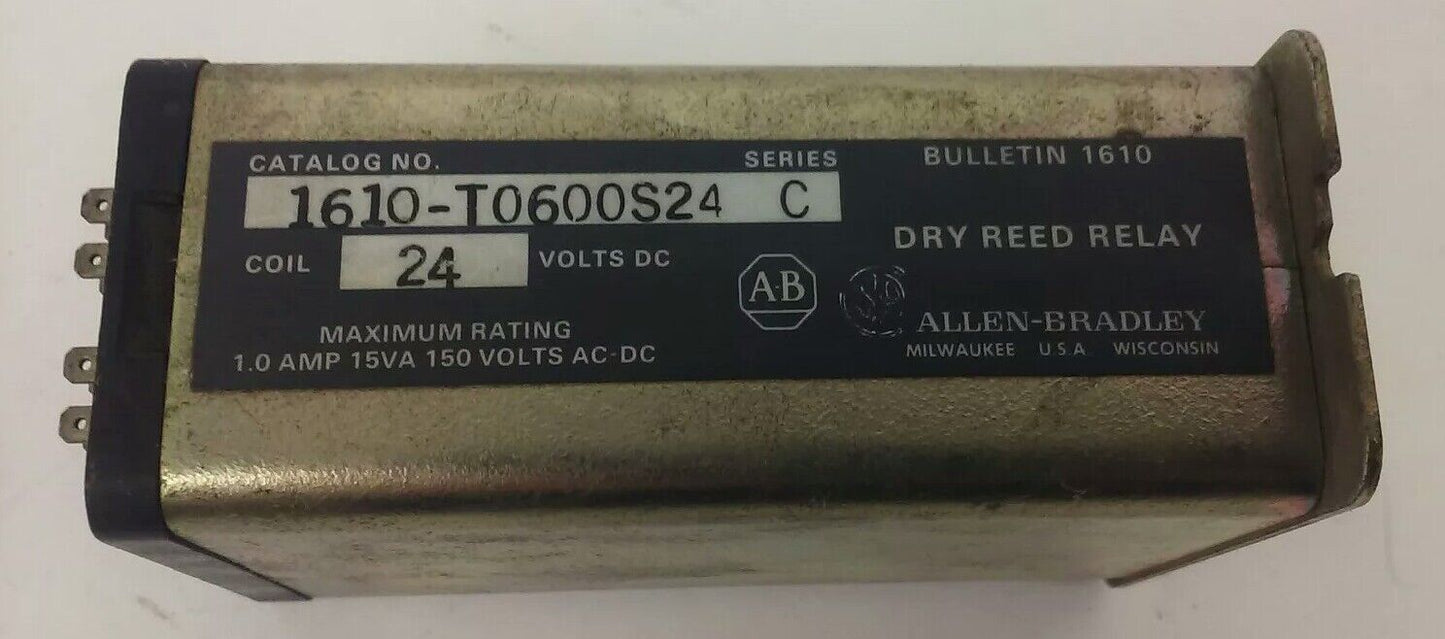 CATALOG NO. SERIES BULLETIN 1610
1610-T0600S24 C
DRY REED RELAY
COIL 24 VOLTS DC
A-B
MAXIMUM RATING
1.0 AMP 15VA 150 VOLTS AC-DC
ALLEN-BRADLEY
MILWAUKEE U.S.A. WISCONSIN